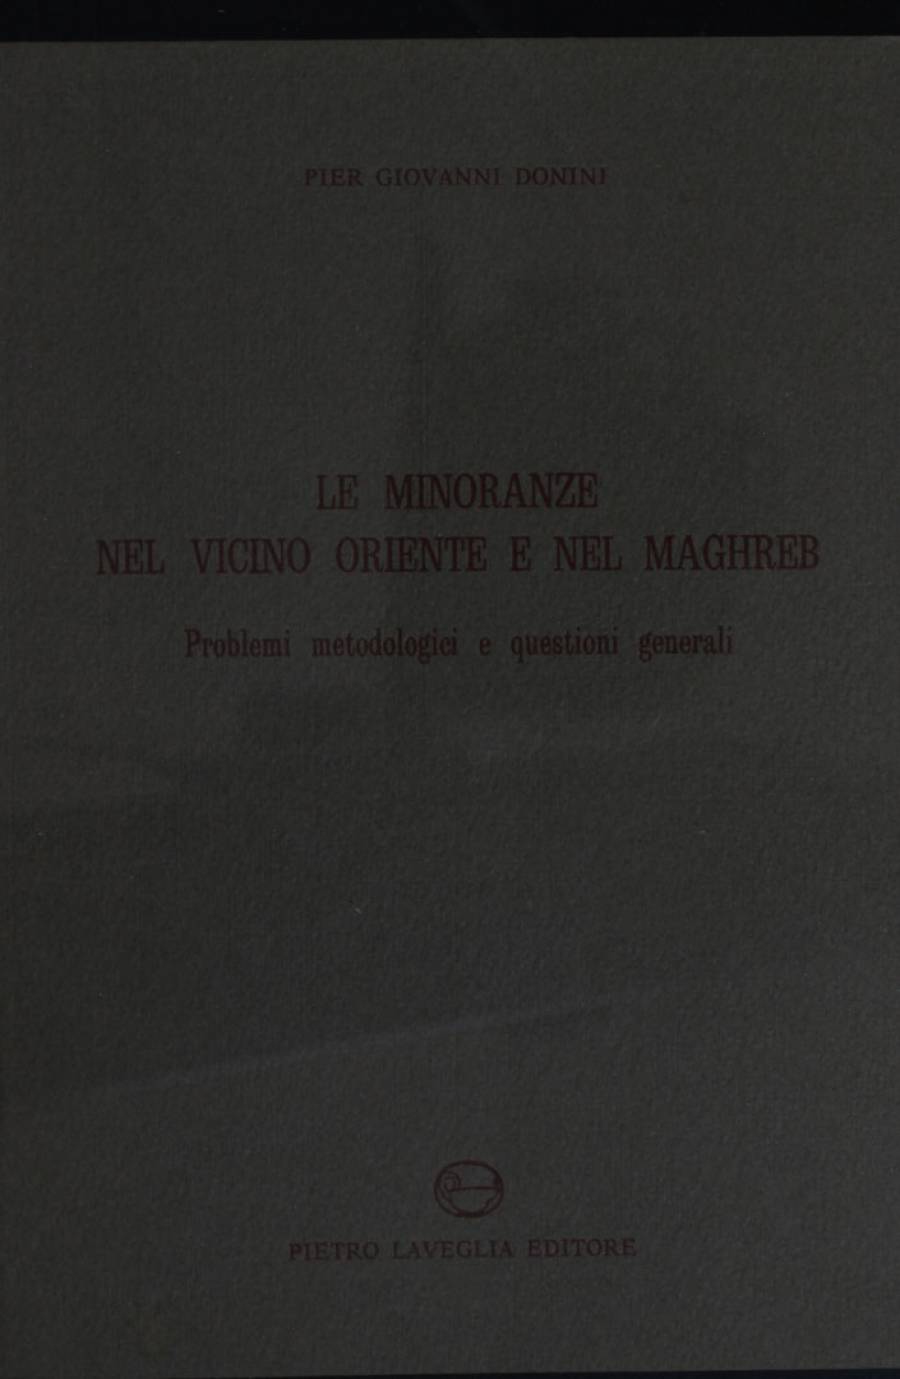 PIER GIOVANNI DONINI
LE MINORANZE
NEL VICINO ORIENTE E NEL MAGHREB
Problemi metodologici e questioni generali
PIETRO LAVEGLIA EDITORE